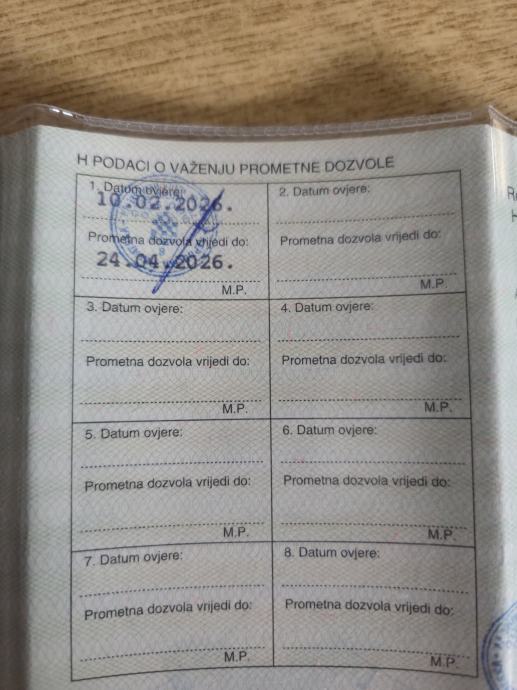 H PODACI O VAŽENJU PROMETNE DOZVOLE
1. Datum ovjere:
10.02.2026.
Prometna dozvola vrijedi do:
24.04.2026.
M.P.
2. Datum ovjere:
Prometna dozvola vrijedi do:
M.P.
3. Datum ovjere:
Prometna dozvola vrijedi do:
M.P.
4. Datum ovjere:
Prometna dozvola vrijedi do:
M.P.
5. Datum ovjere:
Prometna dozvola vrijedi do:
M.P.
6. Datum ovjere:
Prometna dozvola vrijedi do:
M.P.
7. Datum ovjere:
Prometna dozvola vrijedi do:
M.P.
8. Datum ovjere:
Prometna dozvola vrijedi do:
M.P.